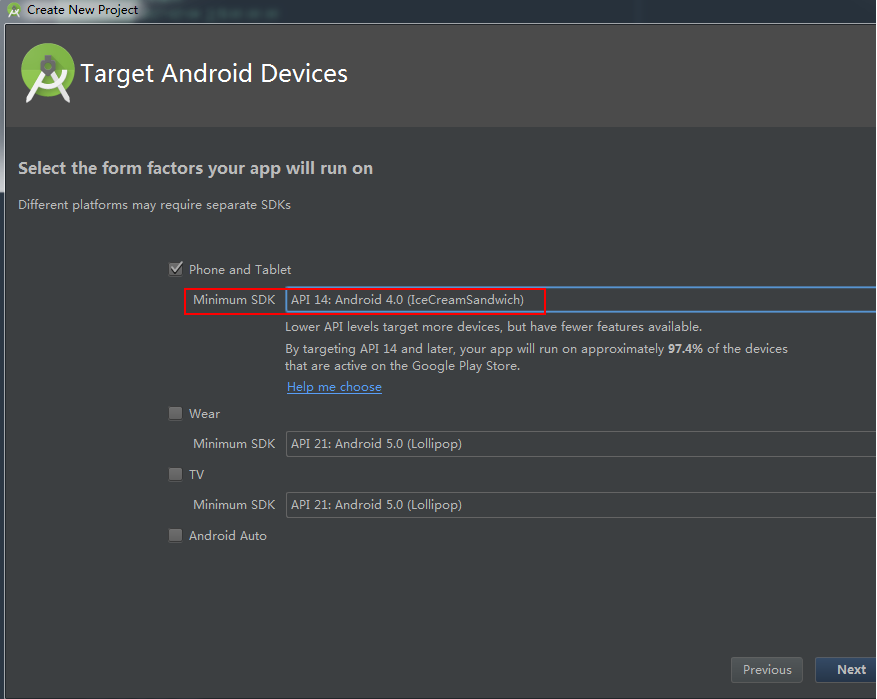 Create New Project
Target Android Devices
Select the form factors your app will run on
Different platforms may require separate SDKs
Phone and Tablet
Minimum SDK API 14: Android 4.0 (IceCreamSandwich)
Lower API levels target more devices, but have fewer features available.
By targeting API 14 and later, your app will run on approximately 97.4% of the devices
that are active on the Google Play Store.
Help me choose
Wear
Minimum SDK API 21: Android 5.0 (Lollipop)
TV
Minimum SDK API 21: Android 5.0 (Lollipop)
Android Auto
Previous Next